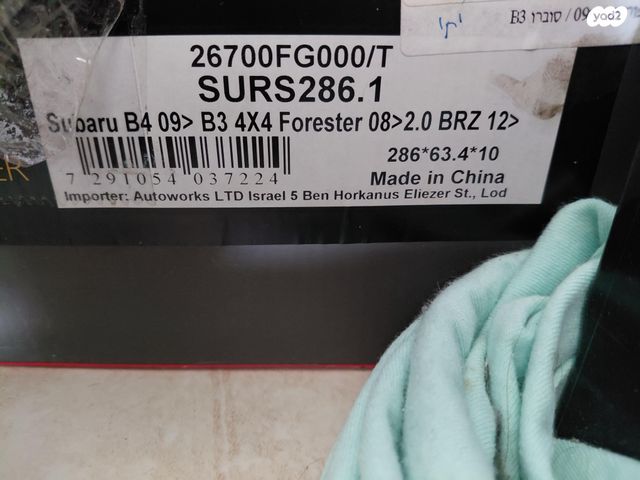 09 / סוברו B3
yad2
26700FG000/T
SURS286.1
Subaru B4 09> B3 4X4 Forester 08>2.0 BRZ 12>
286*63.4*10
7 291054 037224
Made in China
Importer: Autoworks LTD Israel 5 Ben Horkanus Eliezer St., Lod
ER